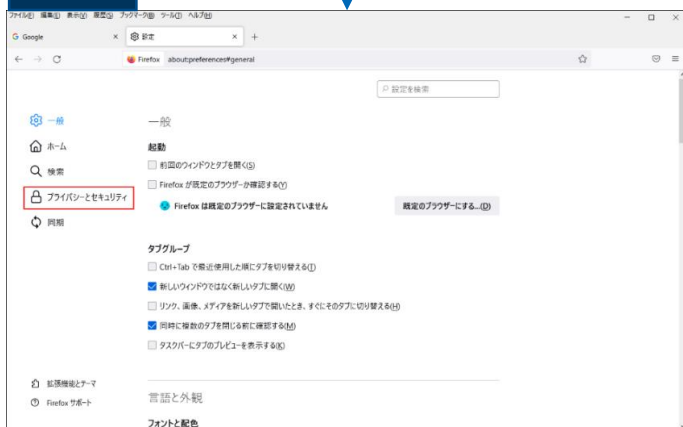 ファイル(F) 編集(E) 表示(V) 履歴(S) ブックマーク(B) ツール(T) ヘルプ(H)
Google × 設定 × +
Firefox about:preferences#general
設定を検索
一般
ホーム
検索
プライバシーとセキュリティ
同期
拡張機能とテーマ
Firefox サポート
一般
起動
前回のウィンドウとタブを開く(S)
Firefox が既定のブラウザーか確認する(Y)
Firefox は既定のブラウザーに設定されていません 既定のブラウザーにする...(D)
タブグループ
Ctrl+Tab で最近使用した順にタブを切り替える(T)
新しいウィンドウではなく新しいタブに開く(W)
リンク、画像、メディアを新しいタブで開いたとき、すぐにそのタブに切り替える(H)
同時に複数のタブを閉じる前に確認する(M)
タスクバーにタブのプレビューを表示する(K)
言語と外観
フォントと配色